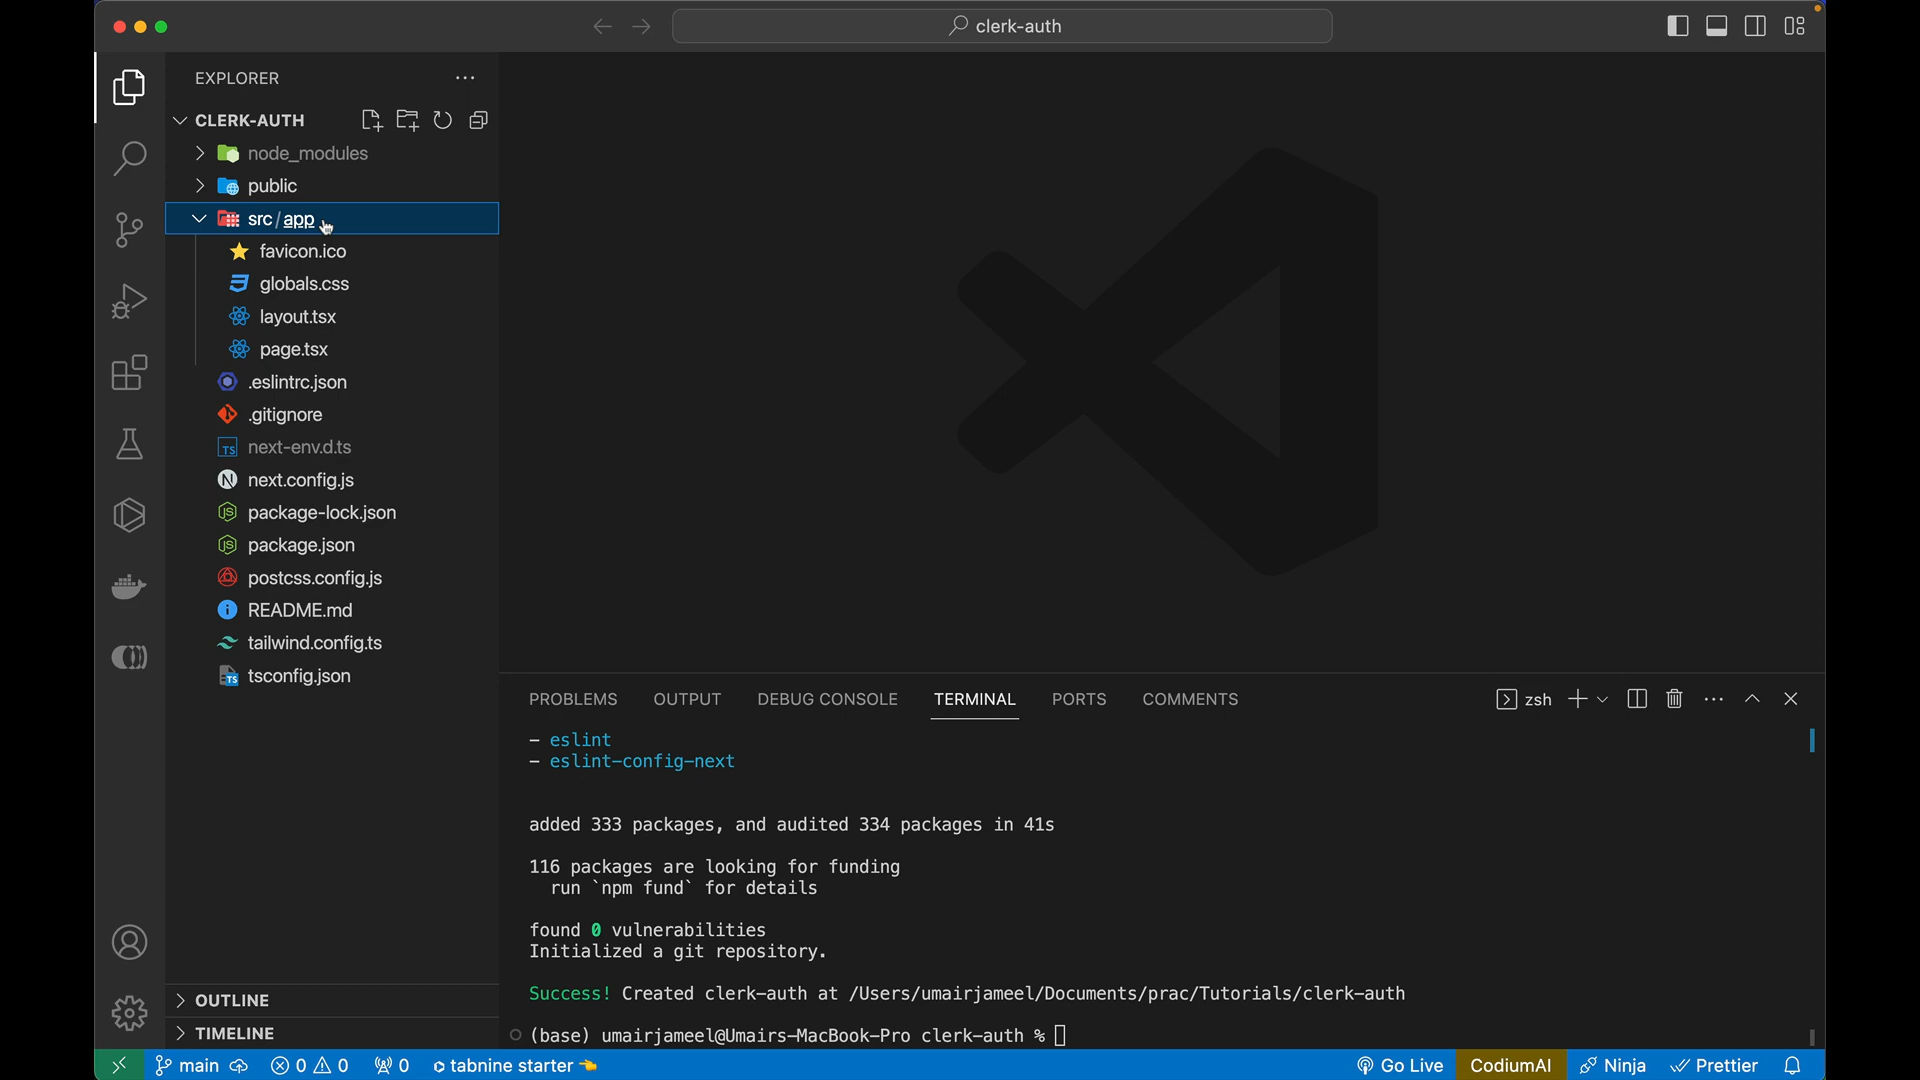 clerk-auth
EXPLORER
CLERK-AUTH
node_modules
public
src / app
favicon.ico
globals.css
layout.tsx
page.tsx
.eslintrc.json
.gitignore
next-env.d.ts
next.config.js
package-lock.json
package.json
postcss.config.js
README.md
tailwind.config.ts
tsconfig.json
OUTLINE
TIMELINE
PROBLEMS OUTPUT DEBUG CONSOLE TERMINAL PORTS COMMENTS zsh
- eslint
- eslint-config-next
added 333 packages, and audited 334 packages in 41s
116 packages are looking for funding
run `npm fund` for details
found 0 vulnerabilities
Initialized a git repository.
Success! Created clerk-auth at /Users/umairjameel/Documents/prac/Tutorials/clerk-auth
(base) umairjameel@Umairs-MacBook-Pro clerk-auth %
main 0 0 0 tabnine starter Go Live CodiumAI Ninja Prettier